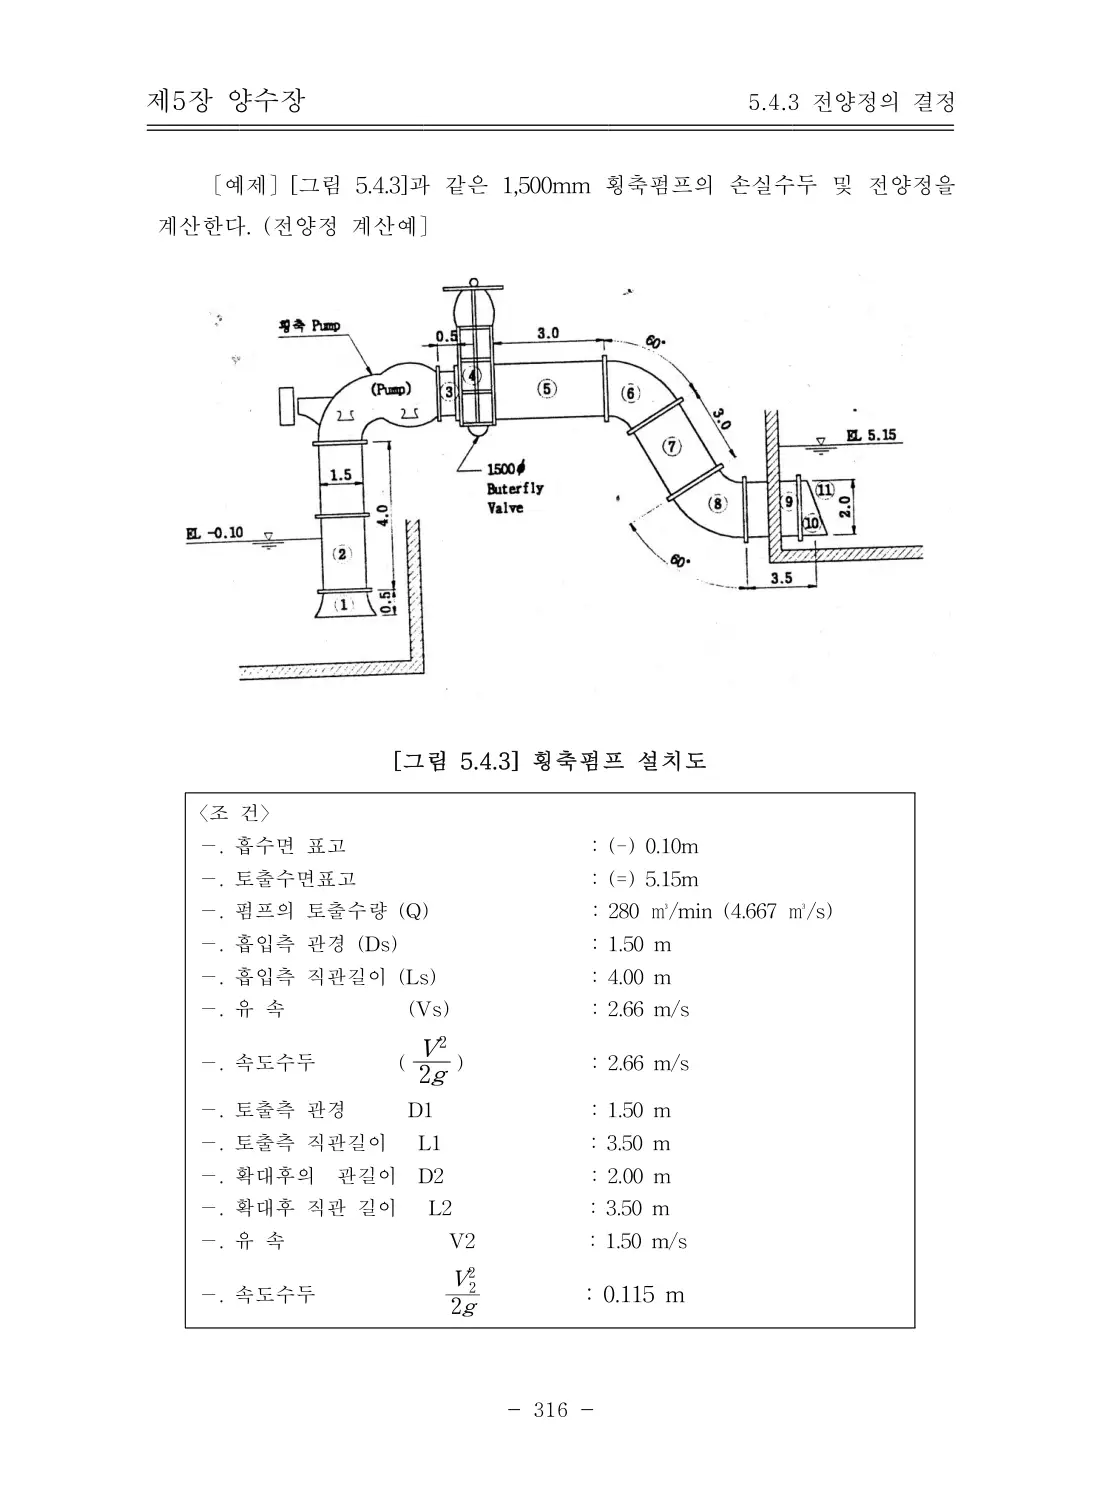 제5장 양수장 5.4.3 전양정의 결정
[예제] [그림 5.4.3]과 같은 1,500mm 횡축펌프의 손실수두 및 전양정을
계산한다. (전양정 계산예]
횡축 Pump
(Pump)
0.5
3.0
60°
3
4
5
6
3.0
EL 5.15
1.5
1500ϕ
Buterfly
Valve
7
4.0
EL -0.10
8
9
11
10
2.0
2
60°
3.5
1
0.5
[그림 5.4.3] 횡축펌프 설치도
<조 건>
-. 흡수면 표고 : (-) 0.10m
-. 토출수면표고 : (=) 5.15m
-. 펌프의 토출수량 (Q) : 280 ㎥/min (4.667 ㎥/s)
-. 흡입측 관경 (Ds) : 1.50 m
-. 흡입측 직관길이 (Ls) : 4.00 m
-. 유 속 (Vs) : 2.66 m/s
-. 속도수두 ( V²/2g ) : 2.66 m/s
-. 토출측 관경 D1 : 1.50 m
-. 토출측 직관길이 L1 : 3.50 m
-. 확대후의 관길이 D2 : 2.00 m
-. 확대후 직관 길이 L2 : 3.50 m
-. 유 속 V2 : 1.50 m/s
-. 속도수두 V₂²/2g : 0.115 m
- 316 -